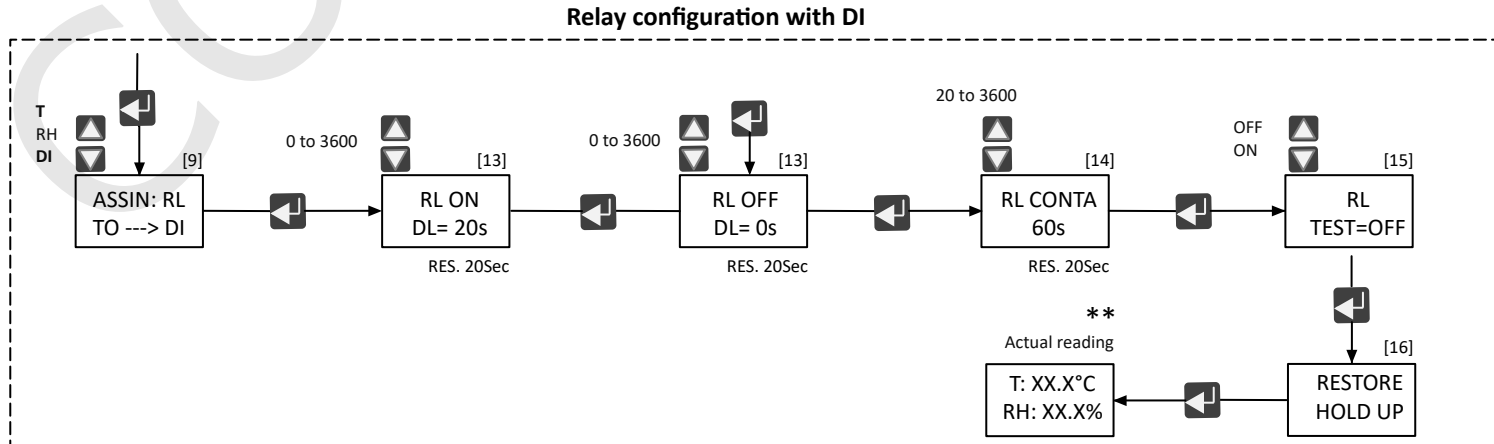 Relay configuration with DI
T
RH
DI
[9]
ASSIN: RL
TO ---> DI
0 to 3600
[13]
RL ON
DL= 20s
RES. 20Sec
0 to 3600
[13]
RL OFF
DL= 0s
RES. 20Sec
20 to 3600
[14]
RL CONTA
60s
RES. 20Sec
OFF
ON
[15]
RL
TEST=OFF
[16]
RESTORE
HOLD UP
**
Actual reading
T: XX.X°C
RH: XX.X%